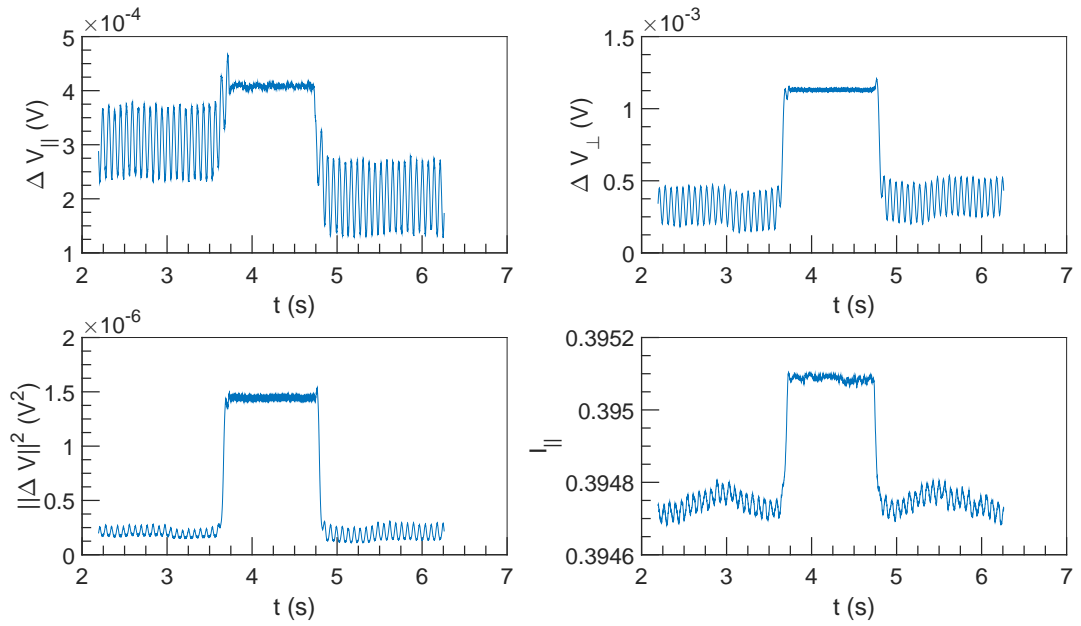 ×10⁻⁴
5
4
3
2
1
Δ V∥ (V)
2 3 4 5 6 7
t (s)
×10⁻³
1.5
1
0.5
0
Δ V⊥ (V)
2 3 4 5 6 7
t (s)
×10⁻⁶
2
1.5
1
0.5
0
||Δ V||² (V²)
2 3 4 5 6 7
t (s)
0.3952
0.395
0.3948
0.3946
I∥
2 3 4 5 6 7
t (s)